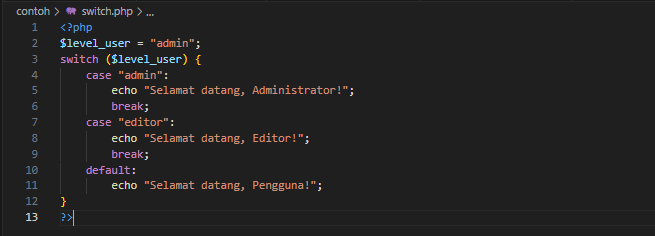 contoh > switch.php > ...
1 <?php
2 $level_user = "admin";
3 switch ($level_user) {
4     case "admin":
5         echo "Selamat datang, Administrator!";
6         break;
7     case "editor":
8         echo "Selamat datang, Editor!";
9         break;
10     default:
11         echo "Selamat datang, Pengguna!";
12 }
13 ?>